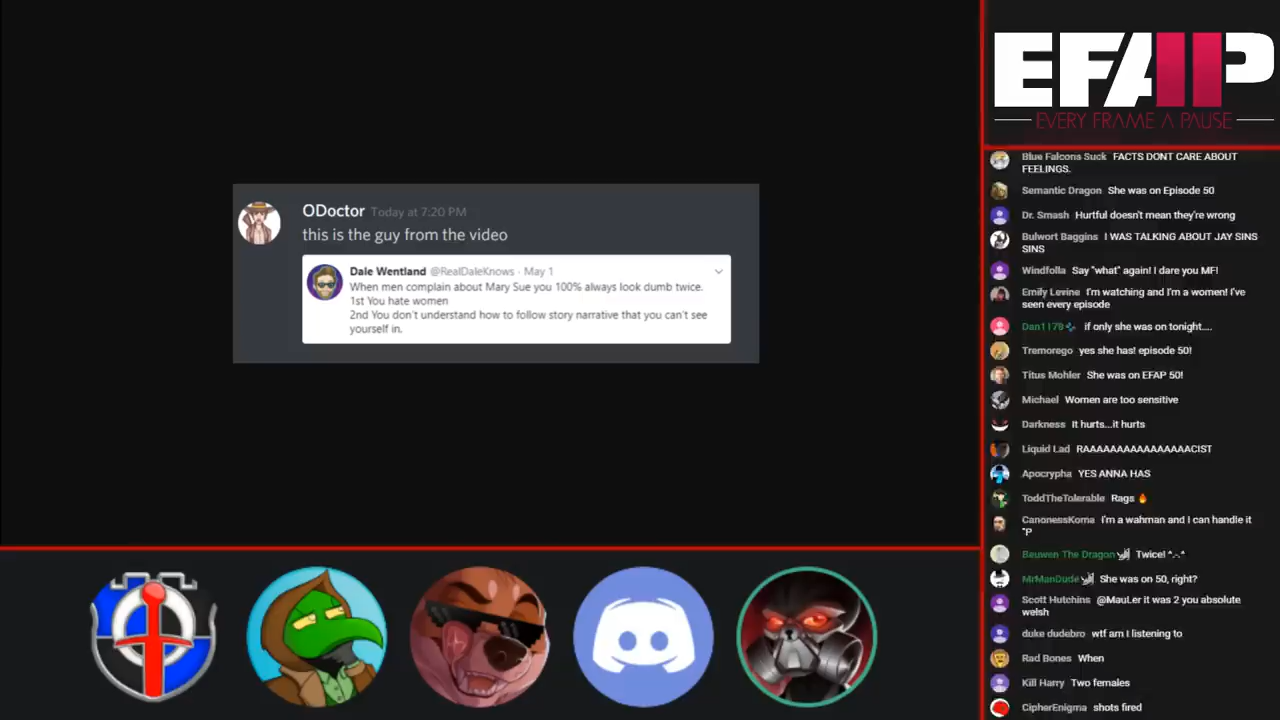 ODoctor Today at 7:20 PM
this is the guy from the video
Dale Wentland @RealDaleKnows · May 1
When men complain about Mary Sue you 100% always look dumb twice.
1st You hate women
2nd You don't understand how to follow story narrative that you can't see
yourself in.
EFAP
EVERY FRAME A PAUSE
Blue Falcons Suck FACTS DONT CARE ABOUT
FEELINGS.
Semantic Dragon She was on Episode 50
Dr. Smash Hurtful doesn't mean they're wrong
Bulwort Baggins I WAS TALKING ABOUT JAY SINS
SINS
Windfolla Say "what" again! I dare you MF!
Emily Levine I'm watching and I'm a women! I've
seen every episode
Dan1178 if only she was on tonight....
Tremorego yes she has! episode 50!
Titus Mohler She was on EFAP 50!
Michael Women are too sensitive
Darkness It hurts...it hurts
Liquid Lad RAAAAAAAAAAAAAAACIST
Apocrypha YES ANNA HAS
ToddTheTolerable Rags 🔥
CanonessKoma I'm a wahman and I can handle it
"P
Beuwen The Dragon Twice! ^.-.^
MrManDude She was on 50, right?
Scott Hutchins @MauLer it was 2 you absolute
welsh
duke dudebro wtf am I listening to
Rad Bones When
Kill Harry Two females
CipherEnigma shots fired